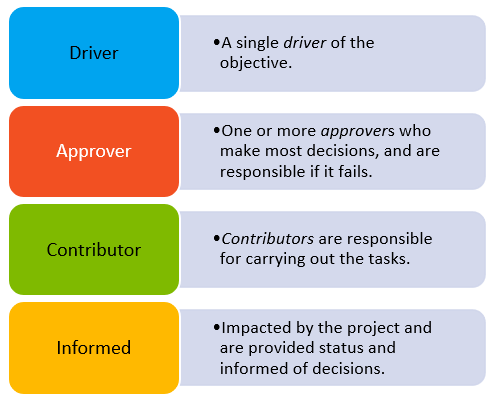 Driver
•A single driver of the
objective.
Approver
•One or more approvers who
make most decisions, and are
responsible if it fails.
Contributor
•Contributors are responsible
for carrying out the tasks.
Informed
•Impacted by the project and
are provided status and
informed of decisions.